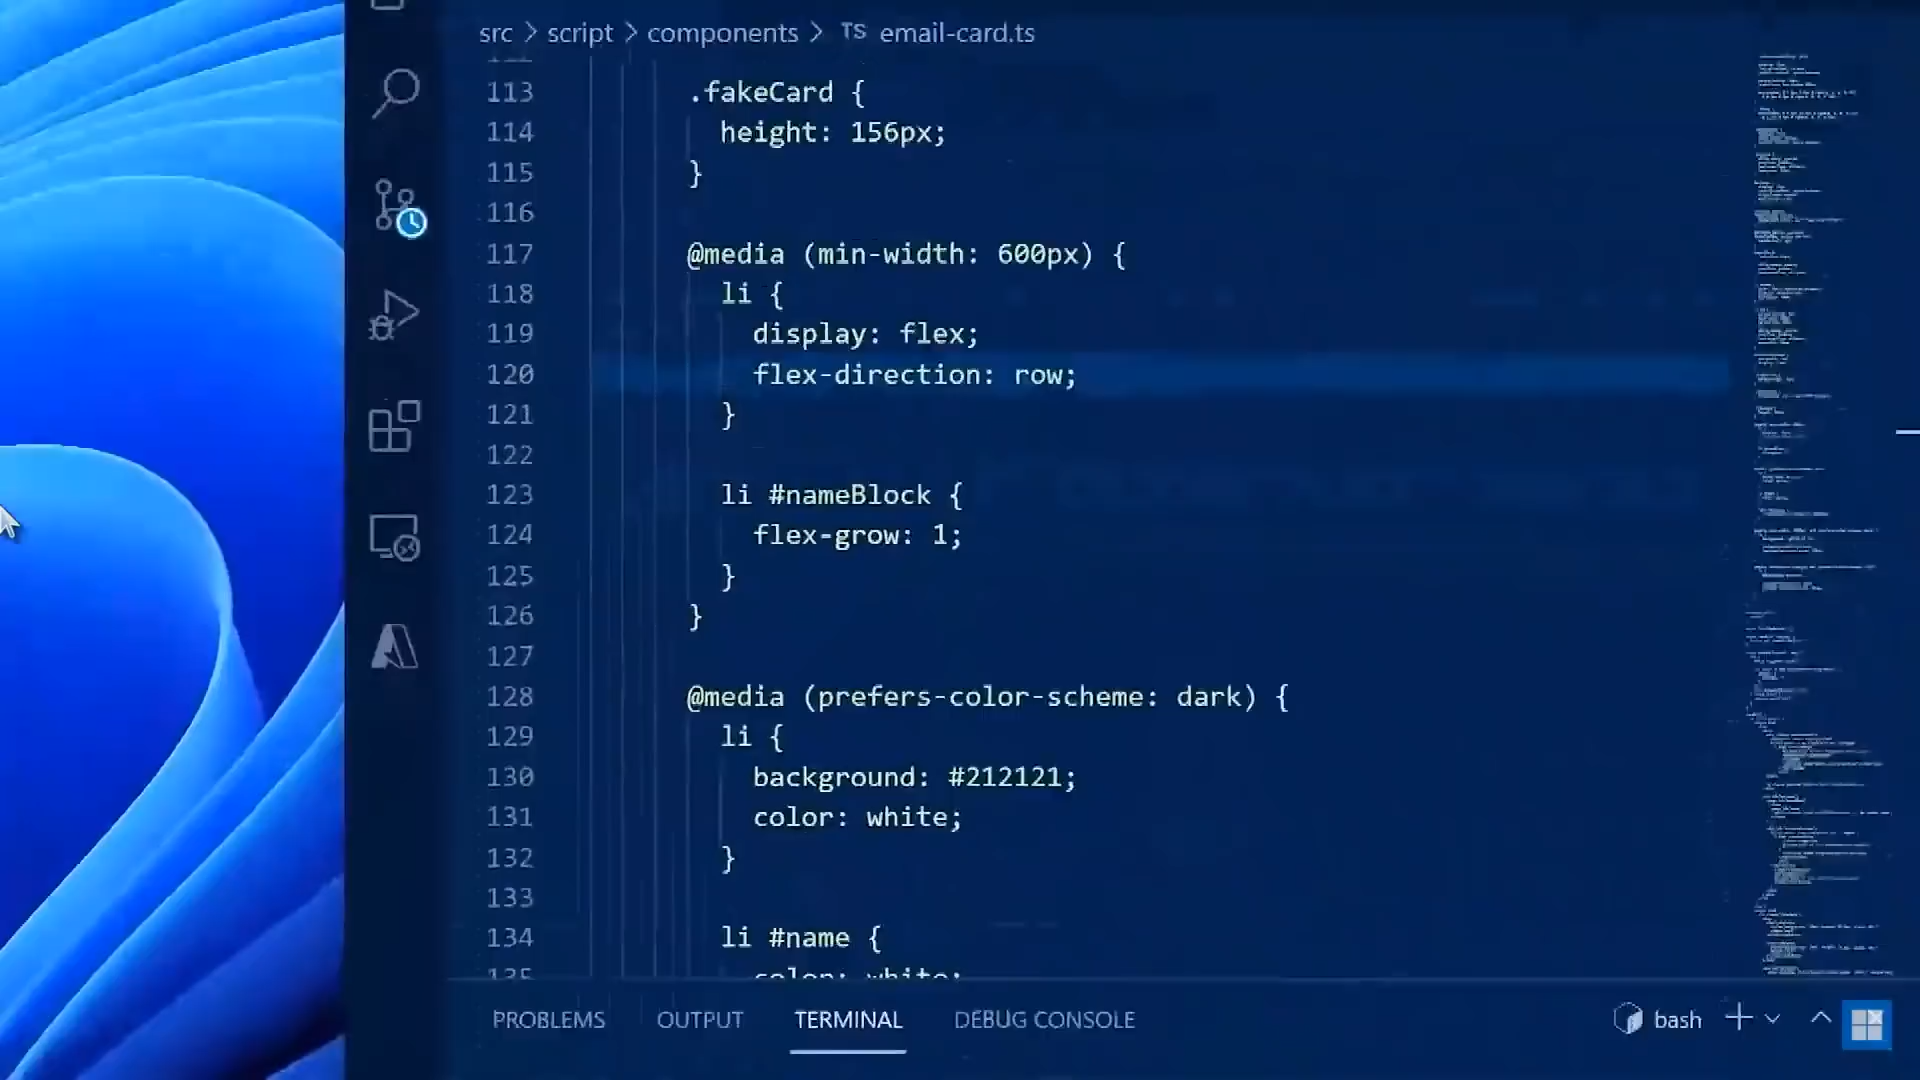 src > script > components > TS email-card.ts
113 .fakeCard {
114 height: 156px;
115 }
116
117 @media (min-width: 600px) {
118 li {
119 display: flex;
120 flex-direction: row;
121 }
122
123 li #nameBlock {
124 flex-grow: 1;
125 }
126 }
127
128 @media (prefers-color-scheme: dark) {
129 li {
130 background: #212121;
131 color: white;
132 }
133
134 li #name {
135 color: white;
PROBLEMS OUTPUT TERMINAL DEBUG CONSOLE bash